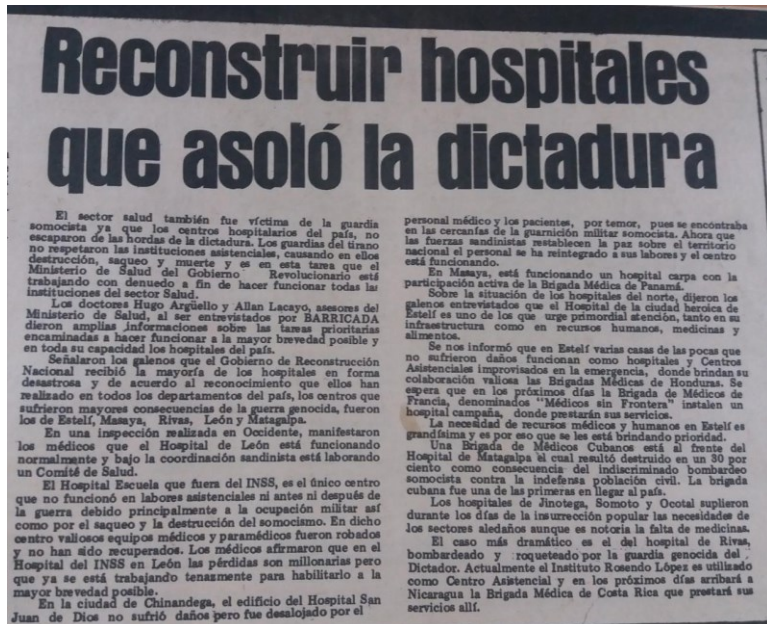 Reconstruir hospitales
que asoló la dictadura
El sector salud también fue víctima de la guardia
somocista ya que los centros hospitalarios del país, no
escaparon de las hordas de la dictadura. Los guardias del tirano
no respetaron las instituciones asistenciales, causando en ellos
destrucción, saqueo y muerte y es en esta tarea que el
Ministerio de Salud del Gobierno Revolucionario está
trabajando con denuedo a fin de hacer funcionar todas las
instituciones del sector Salud.
Los doctores Hugo Argüello y Allan Lacayo, asesores del
Ministerio de Salud, al ser entrevistados por BARRICADA
dieron amplias informaciones sobre las tareas prioritarias
encaminadas a hacer funcionar a la mayor brevedad posible y
en toda su capacidad los hospitales del país.
Señalaron los galenos que el Gobierno de Reconstrucción
Nacional recibió la mayoría de los hospitales en forma
desastrosa y de acuerdo al reconocimiento que ellos han
realizado en todos los departamentos del país, los centros que
sufrieron mayores consecuencias de la guerra genocida, fueron
los de Estelí, Masaya, Rivas, León y Matagalpa.
En una inspección realizada en Occidente, manifestaron
los médicos que el Hospital de León está funcionando
normalmente y bajo la coordinación sandinista está laborando
un Comité de Salud.
El Hospital Escuela que fuera del INSS, es el único centro
que no funcionó en labores asistenciales ni antes ni después de
la guerra debido principalmente a la ocupación militar así
como por el saqueo y la destrucción del somocismo. En dicho
centro valiosos equipos médicos y paramédicos fueron robados
y no han sido recuperados. Los médicos afirmaron que en el
Hospital del INSS en León las pérdidas son millonarias pero
que ya se está trabajando tenazmente para habilitarlo a la
mayor brevedad posible.
En la ciudad de Chinandega, el edificio del Hospital San
Juan de Dios no sufrió daños pero fue desalojado por el
personal médico y los pacientes, por temor, pues se encontraba
en las cercanías de la guarnición militar somocista. Ahora que
las fuerzas sandinistas restablecen la paz sobre el territorio
nacional el personal se ha reintegrado a sus labores y el centro
está funcionando.
En Masaya, está funcionando un hospital carpa con la
participación activa de la Brigada Médica de Panamá.
Sobre la situación de los hospitales del norte, dijeron los
galenos entrevistados que el Hospital de la ciudad heroica de
Estelí es uno de los que urge primordial atención, tanto en su
infraestructura como en recursos humanos, medicinas y
alimentos.
Se nos informó que en Estelí varias casas de las pocas que
no sufrieron daños funcionan como hospitales y Centros
Asistenciales improvisados en la emergencia, donde brindan su
colaboración valiosa las Brigadas Médicas de Honduras. Se
espera que en los próximos días la Brigada de Médicos de
Francia, denominados "Médicos sin Frontera" instalen un
hospital campaña, donde prestarán sus servicios.
La necesidad de recursos médicos y humanos en Estelí es
grandísima y es por eso que se les está brindando prioridad.
Una Brigada de Médicos Cubanos está al frente del
Hospital de Matagalpa el cual resultó destruido en un 30 por
ciento como consecuencia del indiscriminado bombardeo
somocista contra la indefensa población civil. La brigada
cubana fue una de las primeras en llegar al país.
Los hospitales de Jinotega, Somoto y Ocotal suplieron
durante los días de la insurrección popular las necesidades de
los sectores aledaños aunque es notoria la falta de medicinas.
El caso más dramático es el del hospital de Rivas,
bombardeado y roqueteado por la guardia genocida del
Dictador. Actualmente el Instituto Rosendo López es utilizado
como Centro Asistencial y en los próximos días arribará a
Nicaragua la Brigada Médica de Costa Rica que prestará sus
servicios allí.